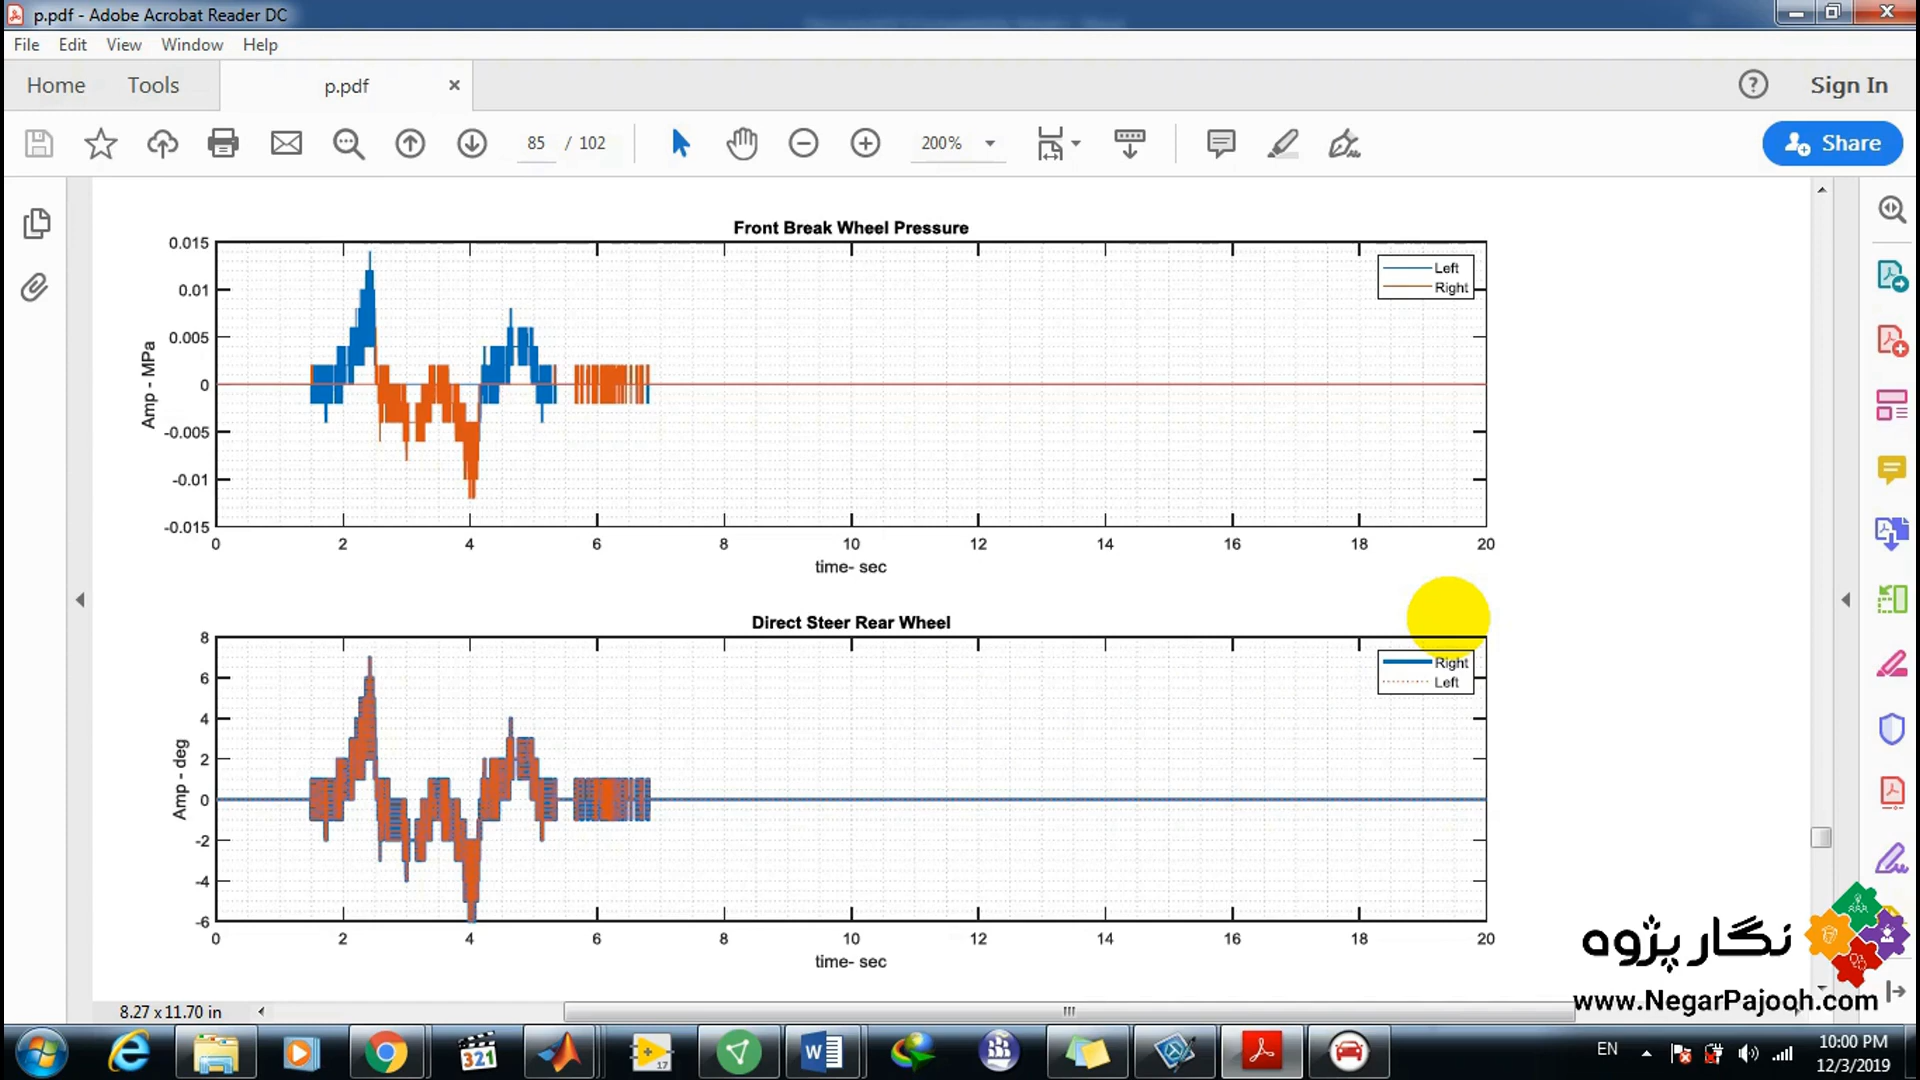 p.pdf - Adobe Acrobat Reader DC
File Edit View Window Help
Home Tools p.pdf Sign In
85 / 102 200% Share
Front Break Wheel Pressure
0.015
0.01
0.005
0
-0.005
-0.01
-0.015
Amp - MPa
Left
Right
0 2 4 6 8 10 12 14 16 18 20
time- sec
Direct Steer Rear Wheel
8
6
4
2
0
-2
-4
-6
Amp - deg
Right
Left
0 2 4 6 8 10 12 14 16 18 20
time- sec
نگار پژوه
www.NegarPajooh.com
8.27 x 11.70 in
321
17
EN
10:00 PM
12/3/2019